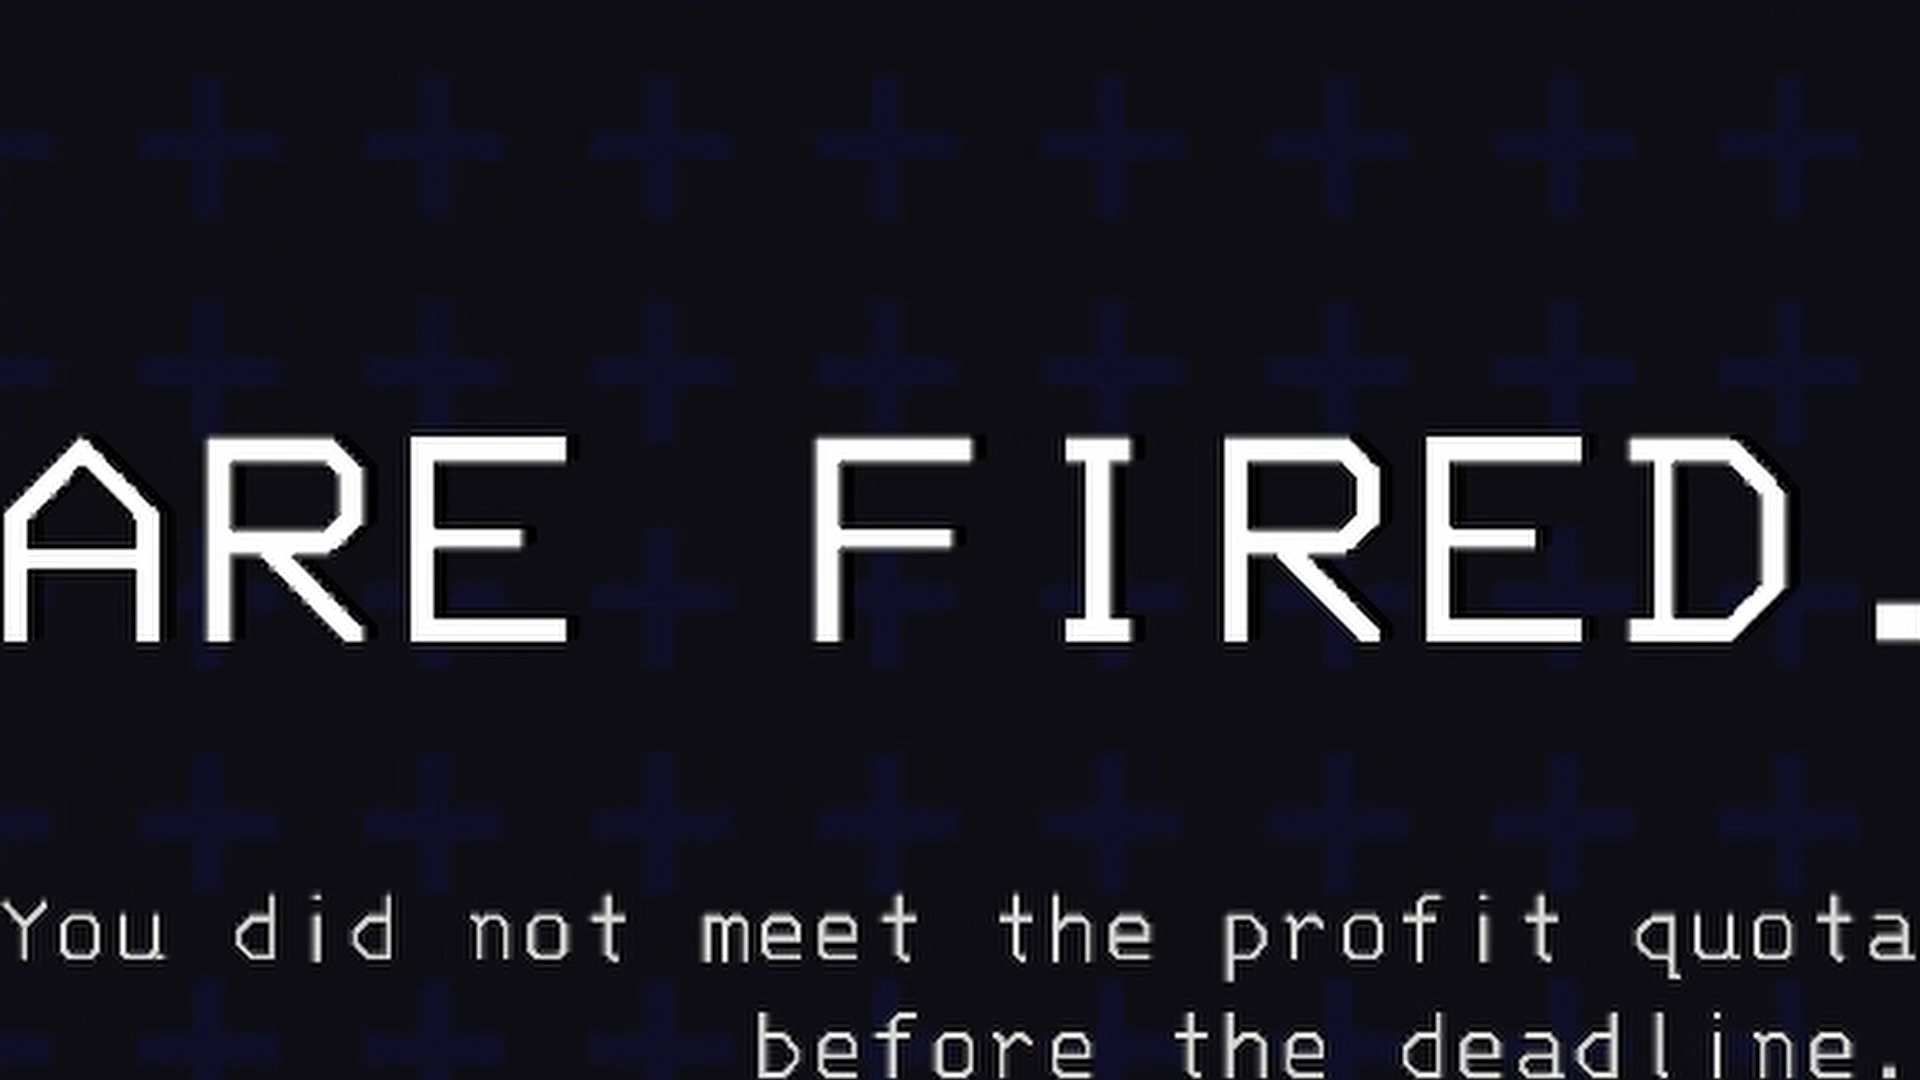 ARE FIRED.
You did not meet the profit quota
before the deadline.